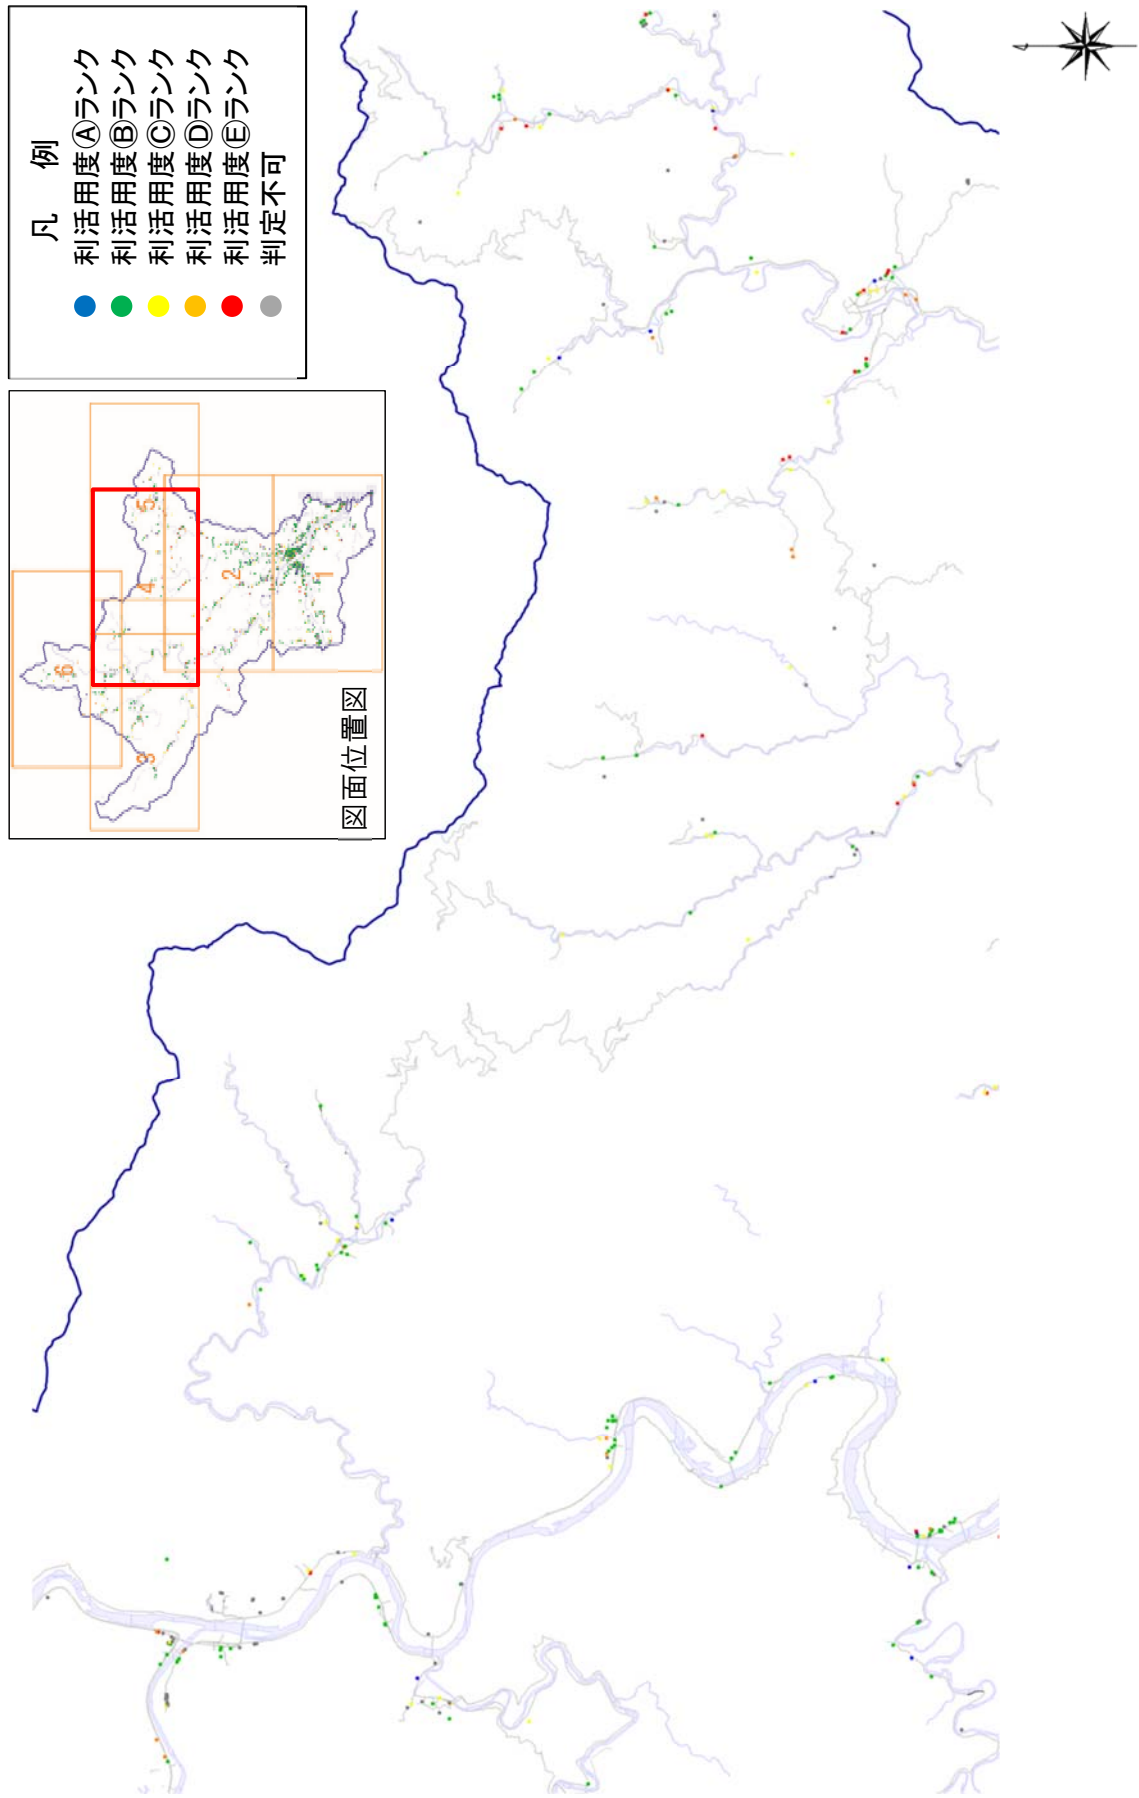 凡　例
利活用度Ⓐランク
利活用度Ⓑランク
利活用度Ⓒランク
利活用度Ⓓランク
利活用度Ⓔランク
判定不可
図面位置図
1
2
3
4
5
6